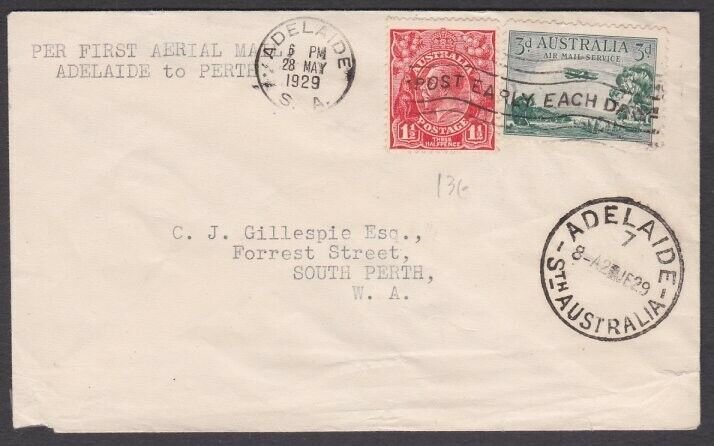 PER FIRST AERIAL MA
ADELAIDE to PERTH
ADELAIDE
6 PM
28 MAY
1929
S. A.
POST EARLY EACH DAY
AUSTRALIA
1½ 1½
POSTAGE
THREE
HALFPENCE
3d AUSTRALIA 3d
AIR MAIL SERVICE
136
C. J. Gillespie Esq.,
Forrest Street,
SOUTH PERTH,
W. A.
ADELAIDE
7
STH AUSTRALIA